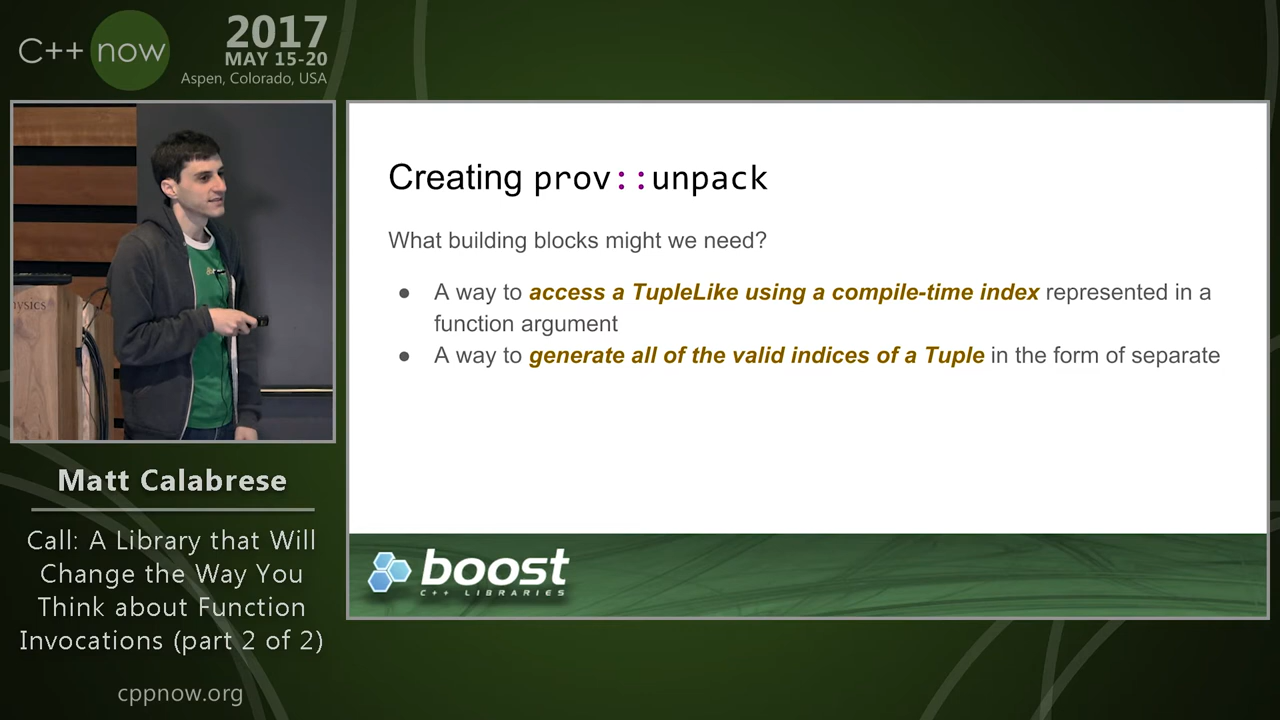 C++ now
2017
MAY 15-20
Aspen, Colorado, USA
Creating prov::unpack
What building blocks might we need?
● A way to access a TupleLike using a compile-time index represented in a
function argument
● A way to generate all of the valid indices of a Tuple in the form of separate
Matt Calabrese
Call: A Library that Will
Change the Way You
Think about Function
Invocations (part 2 of 2)
cppnow.org
boost
C++ LIBRARIES